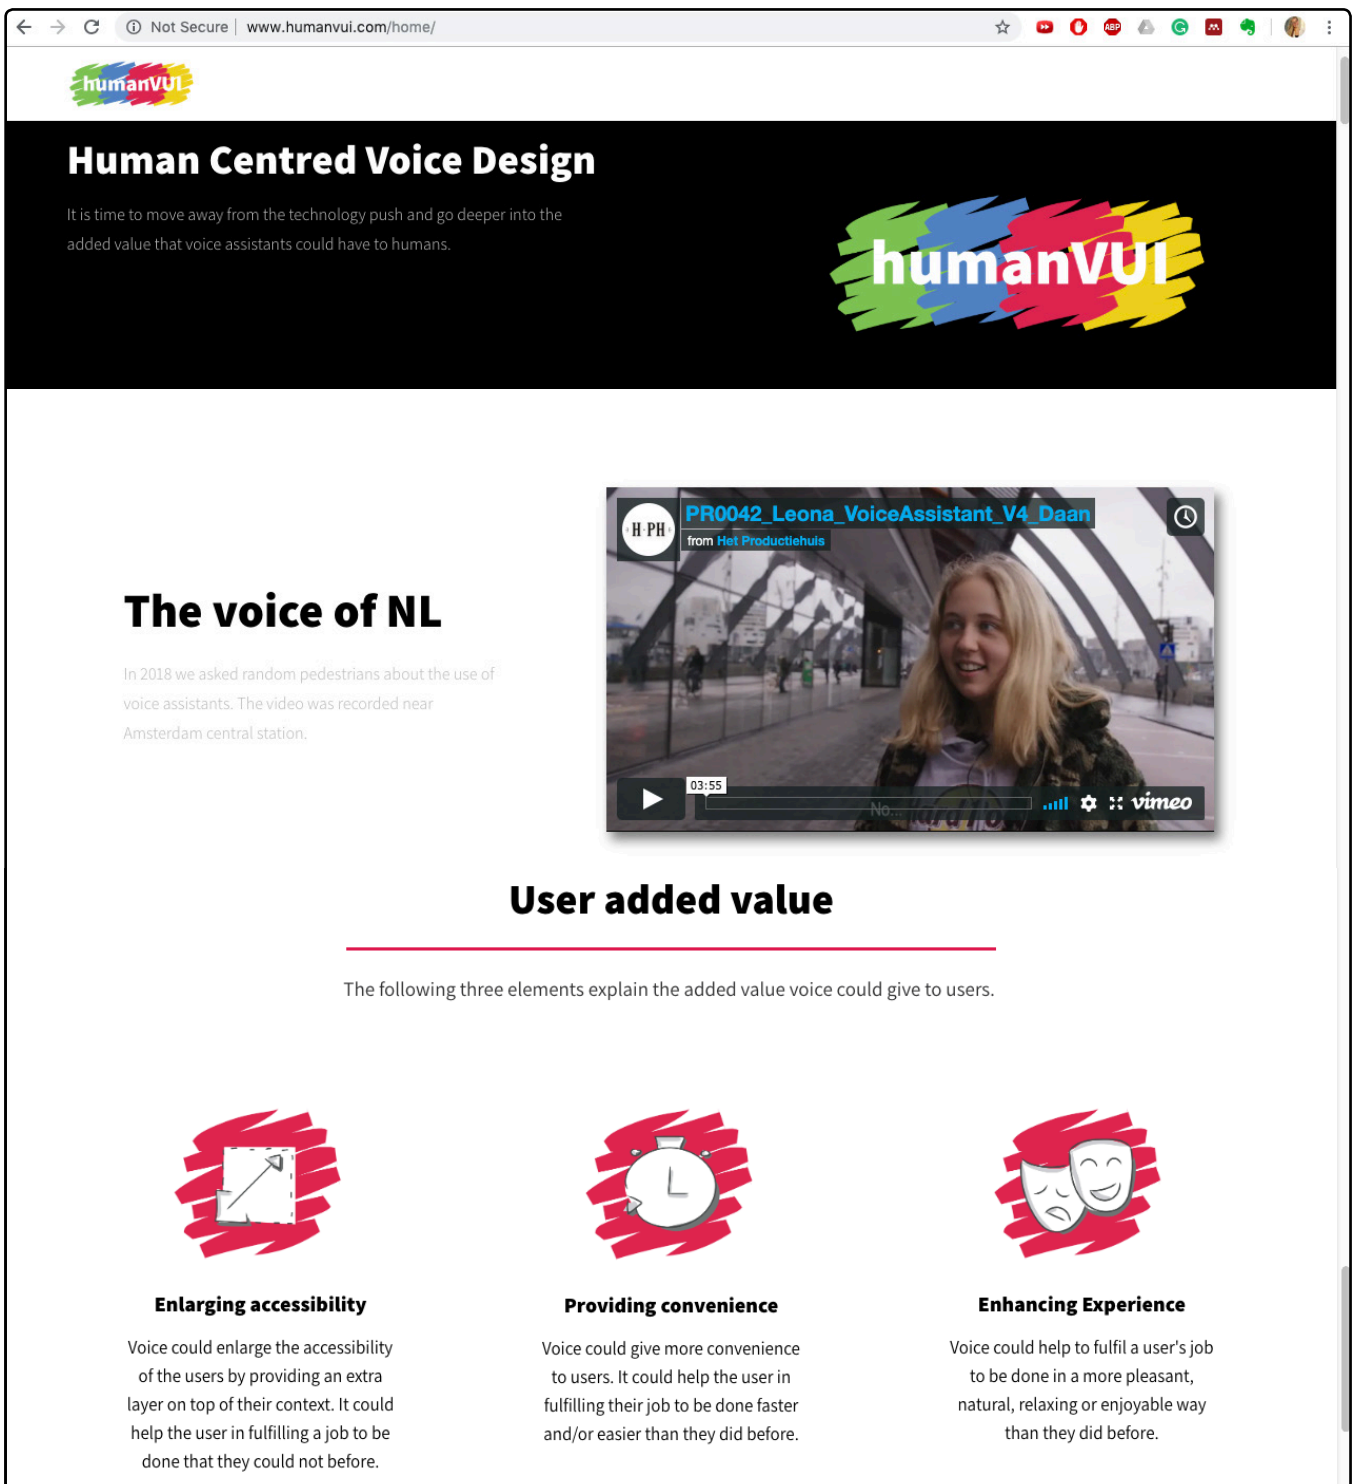 Not Secure | www.humanvui.com/home/
ABP
humanVUI
Human Centred Voice Design
It is time to move away from the technology push and go deeper into the
added value that voice assistants could have to humans.
humanVUI
The voice of NL
In 2018 we asked random pedestrians about the use of
voice assistants. The video was recorded near
Amsterdam central station.
H·PH
PR0042_Leona_VoiceAssistant_V4_Daan
from Het Productiehuis
03:55
No...
vimeo
User added value
The following three elements explain the added value voice could give to users.
Enlarging accessibility
Voice could enlarge the accessibility
of the users by providing an extra
layer on top of their context. It could
help the user in fulfilling a job to be
done that they could not before.
Providing convenience
Voice could give more convenience
to users. It could help the user in
fulfilling their job to be done faster
and/or easier than they did before.
Enhancing Experience
Voice could help to fulfil a user's job
to be done in a more pleasant,
natural, relaxing or enjoyable way
than they did before.